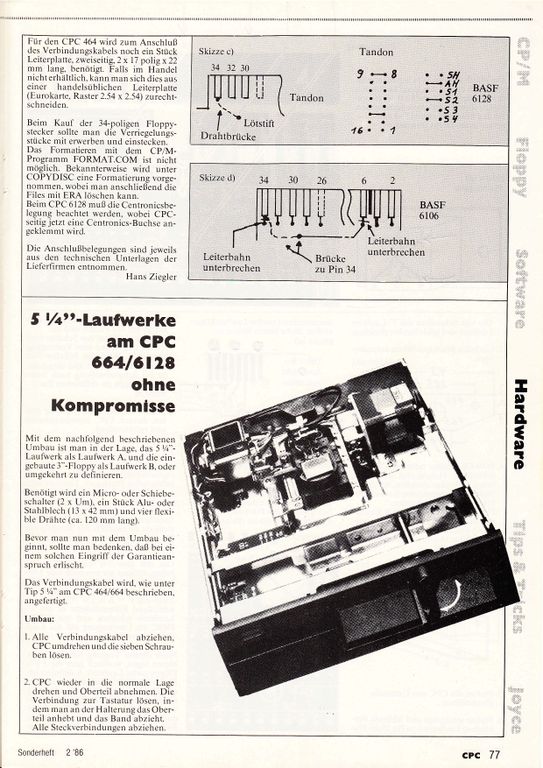 Für den CPC 464 wird zum Anschluß
des Verbindungskabels noch ein Stück
Leiterplatte, zweiseitig, 2 x 17 polig x 22
mm lang, benötigt. Falls im Handel
nicht erhältlich, kann man sich dies aus
einer handelsüblichen Leiterplatte
(Eurokarte, Raster 2.54 x 2.54) zurecht-
schneiden.
Beim Kauf der 34-poligen Floppy-
stecker sollte man die Verriegelungs-
stücke mit erwerben und einstecken.
Das Formatieren mit dem CP/M-
Programm FORMAT.COM ist nicht
möglich. Bekannterweise wird unter
COPYDISC eine Formatierung vorge-
nommen, wobei man anschließend die
Files mit ERA löschen kann.
Beim CPC 6128 muß die Centronicsbe-
legung beachtet werden, wobei CPC-
seitig jetzt eine Centronics-Buchse an-
geklemmt wird.
Die Anschlußbelegungen sind jeweils
aus den technischen Unterlagen der
Lieferfirmen entnommen.
Hans Ziegler
Skizze c)
34 32 30
Tandon
Lötstift
Drahtbrücke
Tandon
9 8
16 1
SH
AH
S1
S2
S3
S4
BASF
6128
Skizze d)
34 30 26 6 2
BASF
6106
Leiterbahn
unterbrechen
Brücke
zu Pin 34
Leiterbahn
unterbrechen
5 1/4”-Laufwerke
am CPC
664/6128
ohne
Kompromisse
Mit dem nachfolgend beschriebenen
Umbau ist man in der Lage, das 5 ¼”-
Laufwerk als Laufwerk A, und die ein-
gebaute 3”-Floppy als Laufwerk B, oder
umgekehrt zu definieren.
Benötigt wird ein Micro- oder Schiebe-
schalter (2 x Um), ein Stück Alu- oder
Stahlblech (13 x 42 mm) und vier flexi-
ble Drähte (ca. 120 mm lang).
Bevor man nun mit dem Umbau be-
ginnt, sollte man bedenken, daß bei ei-
nem solchen Eingriff der Garantiean-
spruch erlischt.
Das Verbindungskabel wird, wie unter
Tip 5 ¼” am CPC 464/664 beschrieben,
angefertigt.
Umbau:
1. Alle Verbindungskabel abziehen,
CPC umdrehen und die sieben Schrau-
ben lösen.
2. CPC wieder in die normale Lage
drehen und Oberteil abnehmen. Die
Verbindung zur Tastatur lösen, in-
dem man an der Halterung das Ober-
teil anhebt und das Band abzieht.
Alle Steckverbindungen abziehen.
CP/M
Floppy
Software
Hardware
Tips & Tricks
Joyce
Sonderheft 2 '86
CPC 77